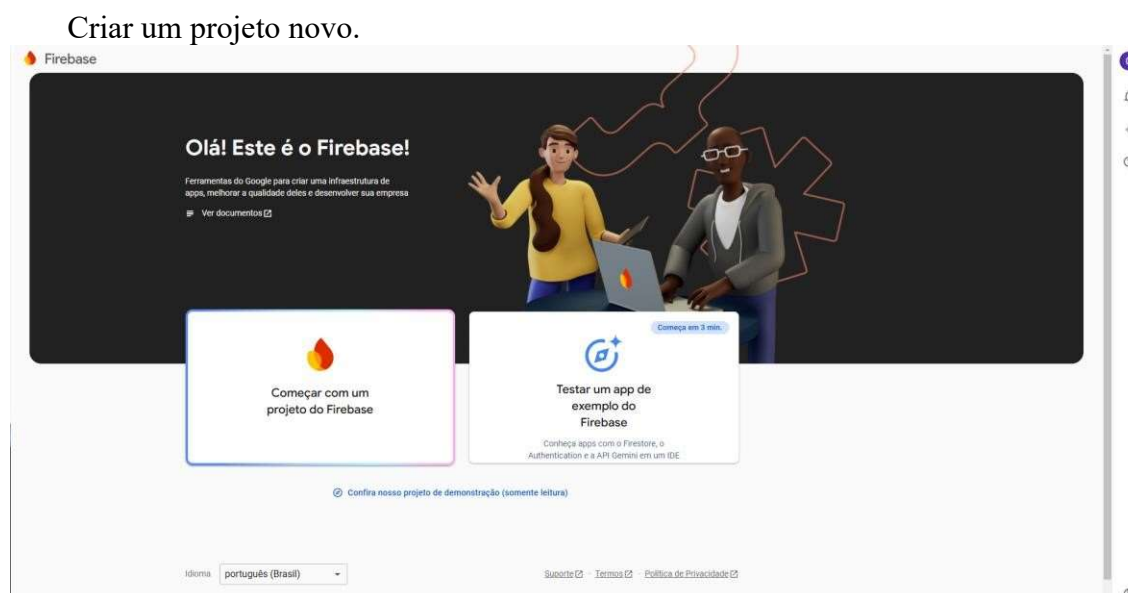 Criar um projeto novo.
Firebase
Olá! Este é o Firebase!
Ferramentas do Google para criar uma infraestrutura de
apps, melhorar a qualidade deles e desenvolver sua empresa
Ver documentos
Começa em 3 min.
Começar com um
projeto do Firebase
Testar um app de
exemplo do
Firebase
Conheça apps com o Firestore, o
Authentication e a API Gemini em um IDE
Confira nosso projeto de demonstração (somente leitura)
Idioma português (Brasil)
Suporte · Termos · Política de Privacidade